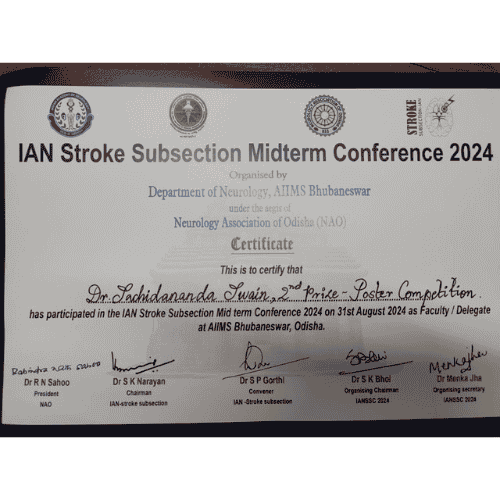 STROKE
IAN Stroke Subsection Midterm Conference 2024
Organised by
Department of Neurology, AIIMS Bhubaneswar
under the aegis of
Neurology Association of Odisha (NAO)
Certificate
This is to certify that
Dr. Sachidananda Swain, 2nd Prize - Poster Competition.
has participated in the IAN Stroke Subsection Mid term Conference 2024 on 31st August 2024 as Faculty / Delegate
at AIIMS Bhubaneswar, Odisha.
Dr R N Sahoo Dr S K Narayan Dr S P Gorthi Dr S K Bhoi Dr Menka Jha
President Chairman Convener Organising Chairman Organising secretary
NAO IAN-stroke subsection IAN -Stroke subsection IANSSC 2024 IANSSC 2024